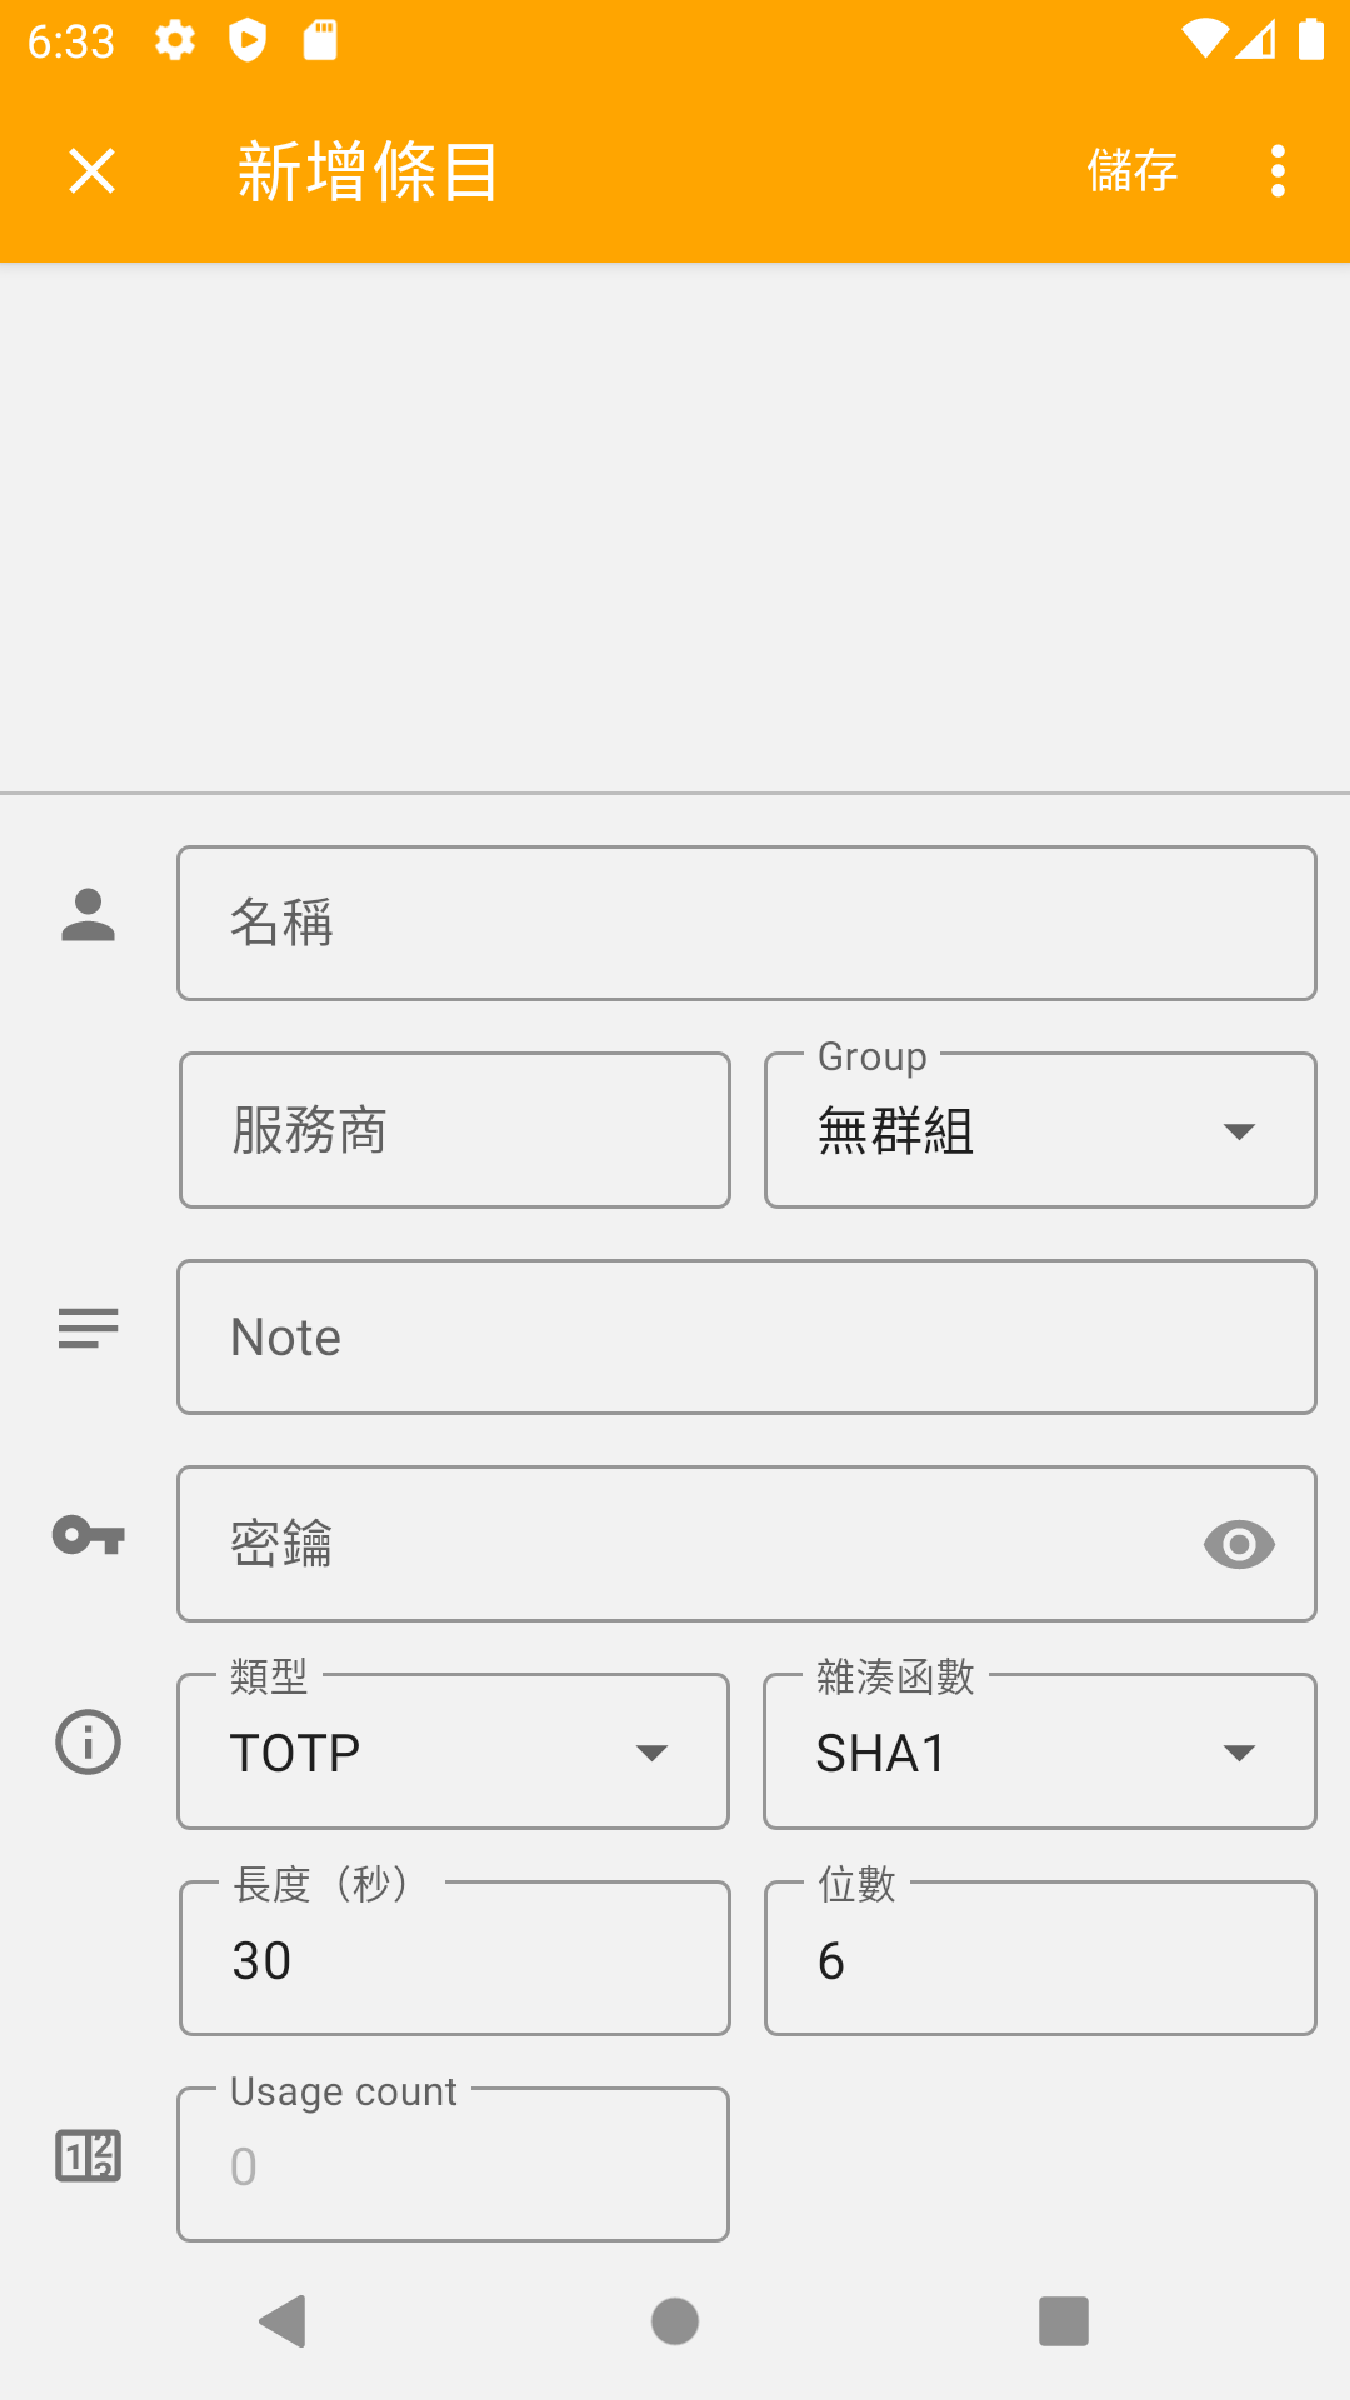 6:33
新增條目
儲存
名稱
服務商
Group
無群組
Note
密鑰
類型
TOTP
雜湊函數
SHA1
長度（秒）
30
位數
6
Usage count
0